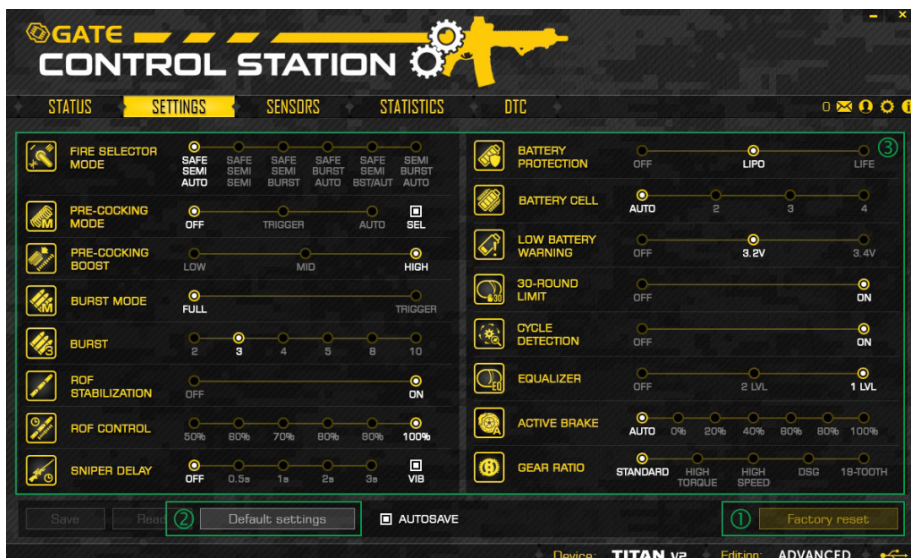 GATE
CONTROL STATION
STATUS SETTINGS SENSORS STATISTICS DTC 0
FIRE SELECTOR MODE
SAFE SEMI AUTO
SAFE SEMI SEMI
SAFE SEMI BURST
SAFE BURST AUTO
SAFE SEMI BST/AUT
SEMI BURST AUTO
PRE-COCKING MODE
OFF TRIGGER AUTO SEL
PRE-COCKING BOOST
LOW MID HIGH
BURST MODE
FULL TRIGGER
BURST
2 3 4 5 8 10
ROF STABILIZATION
OFF ON
ROF CONTROL
50% 60% 70% 80% 90% 100%
SNIPER DELAY
OFF 0.5s 1s 2s 3s VIB
③
BATTERY PROTECTION
OFF LIPO LIFE
BATTERY CELL
AUTO 2 3 4
LOW BATTERY WARNING
OFF 3.2V 3.4V
30-ROUND LIMIT
OFF ON
CYCLE DETECTION
OFF ON
EQUALIZER
OFF 2 LVL 1 LVL
ACTIVE BRAKE
AUTO 0% 20% 40% 60% 80% 100%
GEAR RATIO
STANDARD
HIGH TORQUE
HIGH SPEED
DSG
19-TOOTH
Save Read ② Default settings AUTOSAVE ① Factory reset
Device: TITAN V2 Edition: ADVANCED